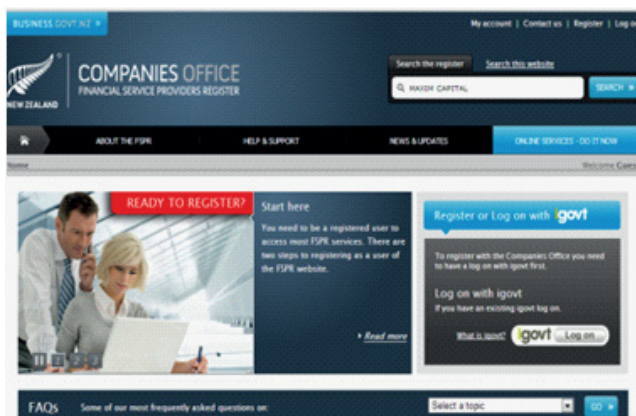 BUSINESS.GOVT.NZ »
My account | Contact us | Register | Log on
NEW ZEALAND
COMPANIES OFFICE
FINANCIAL SERVICE PROVIDERS REGISTER
Search the register Search this website
MAXIM CAPITAL SEARCH »
ABOUT THE FSPR HELP & SUPPORT NEWS & UPDATES ONLINE SERVICES - DO IT NOW
Home Welcome Gues
READY TO REGISTER?
Start here
You need to be a registered user to
access most FSPR services. There are
two steps to registering as a user of
the FSPR website.
Read more
Register or Log on with igovt
To register with the Companies Office you need
to have a log on with igovt first.
Log on with igovt
If you have an existing igovt log on.
What is igovt? igovt Log on
1 2 3
FAQs Some of our most frequently asked questions on: Select a topic GO »